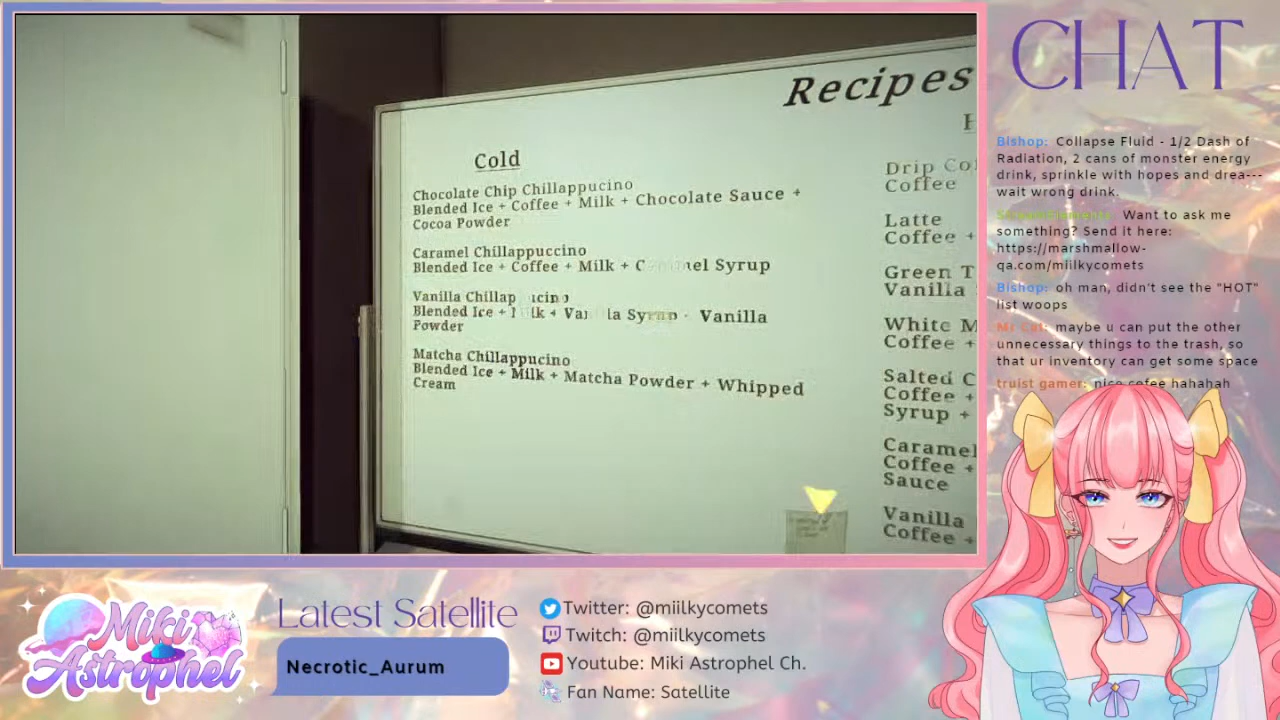 Recipes
Cold
Chocolate Chip Chillappucino
Blended Ice + Coffee + Milk + Chocolate Sauce +
Cocoa Powder
Caramel Chillappuccino
Blended Ice + Coffee + Milk + Caramel Syrup
Vanilla
Blended Ice + Vanilla
Powder
Matcha Chillappucino
Blended Ice + Milk + Matcha Powder + Whipped
Cream
Drip
Coffee
Latte
Coffee +
Green
Vanilla
White
Coffee +
Salted
Coffee +
Syrup +
Caramel
Coffee +
Sauce
Vanilla
Coffee +
CHAT
Bishop: Collapse Fluid - 1/2 Dash of
Radiation, 2 cans of monster energy
drink, sprinkle with hopes and drea---
wait wrong drink.
Want to ask me
something? Send it here:
https://marshmallow-
qa.com/miilkycomets
Bishop: oh man, didn't see the "HOT"
list woops
Mr Cat: maybe u can put the other
unnecessary things to the trash, so
that ur inventory can get some space
truist gamer: nice cofee hahahah
Miki
Astrophel
Latest Satellite
Necrotic_Aurum
Twitter: @miilkycomets
Twitch: @miilkycomets
Youtube: Miki Astrophel Ch.
Fan Name: Satellite